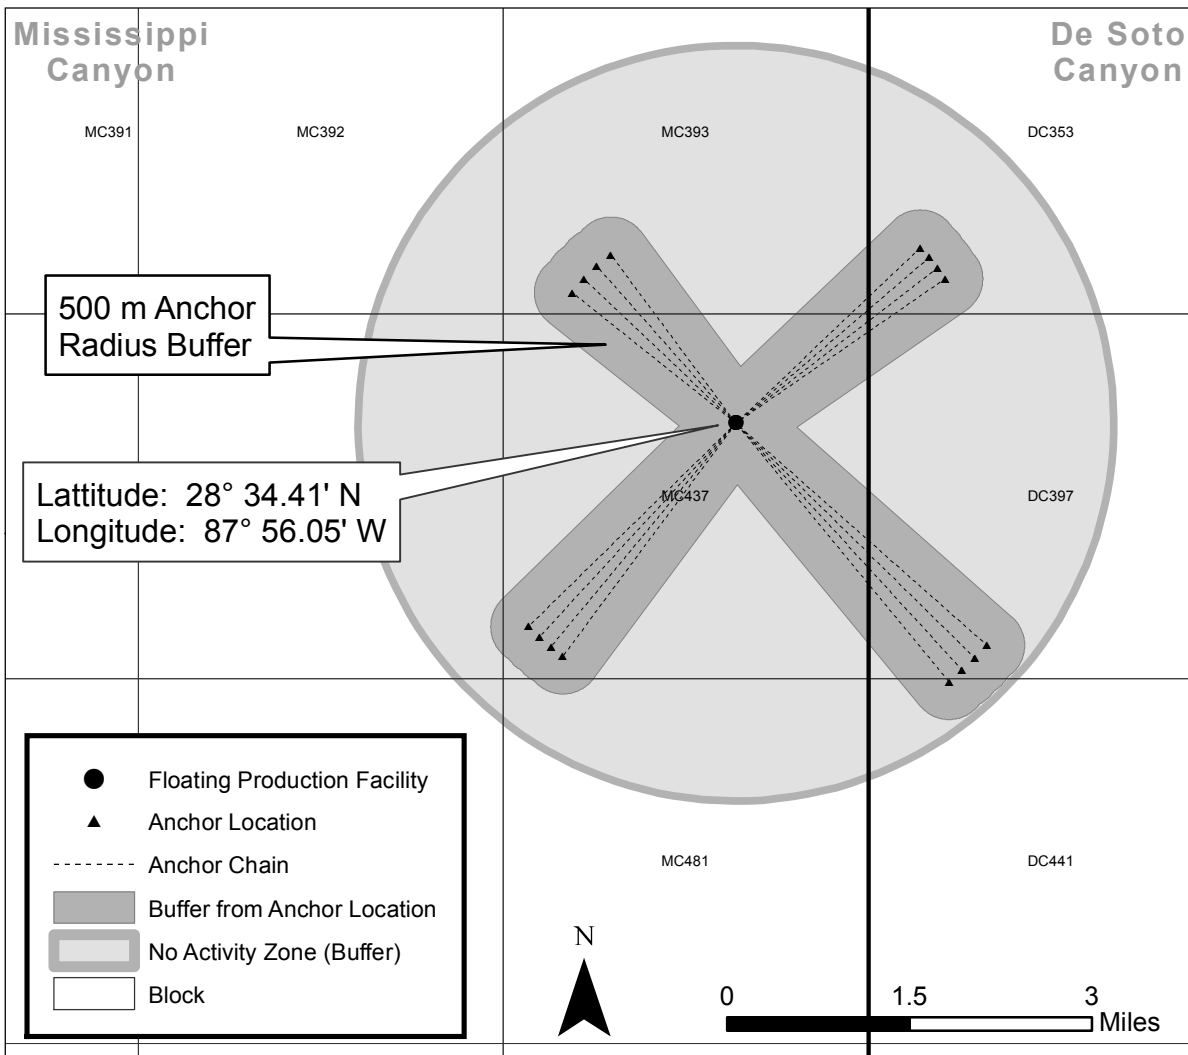 Mississippi
Canyon
De Soto
Canyon
MC391
MC392
MC393
DC353
500 m Anchor
Radius Buffer
Lattitude: 28° 34.41' N
Longitude: 87° 56.05' W
MC437
DC397
Floating Production Facility
Anchor Location
Anchor Chain
Buffer from Anchor Location
No Activity Zone (Buffer)
Block
MC481
DC441
N
0 1.5 3
Miles